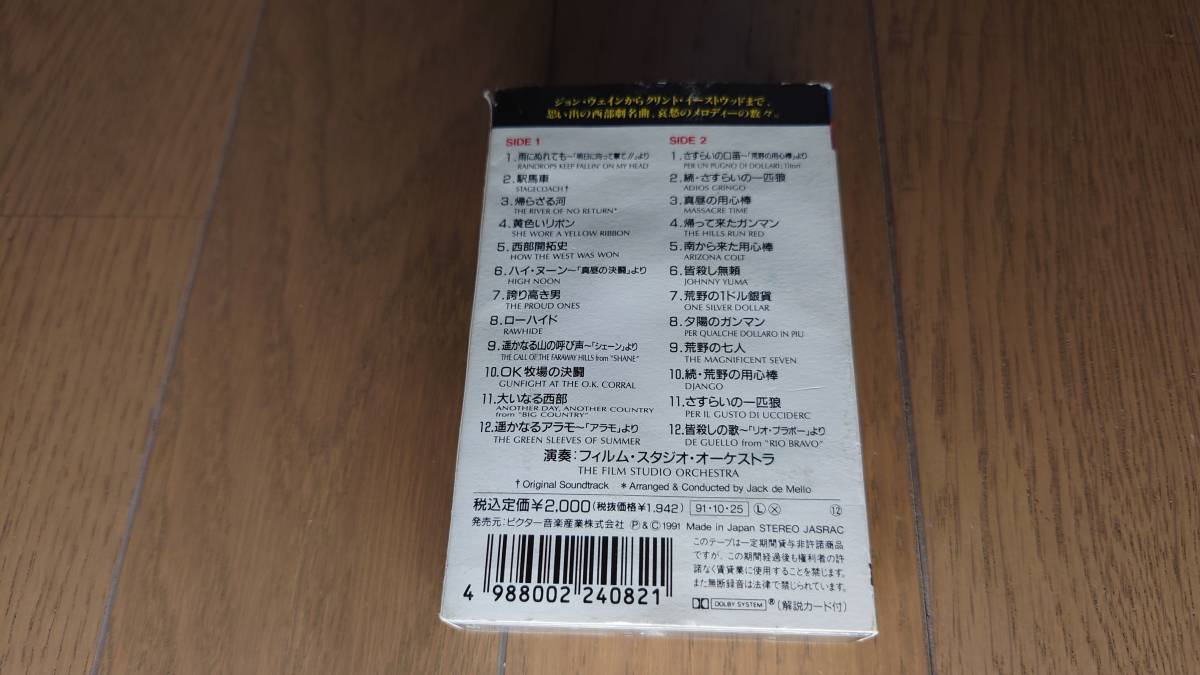 ジョン・ウェインからクリント・イーストウッドまで、
思い出の西部劇名曲、哀愁のメロディーの数々。
SIDE 1
1.雨にぬれても~「明日に向って撃て!!」より
RAINDROPS KEEP FALLIN' ON MY HEAD
2.駅馬車
STAGECOACH†
3.帰らざる河
THE RIVER OF NO RETURN*
4.黄色いリボン
SHE WORE A YELLOW RIBBON
5.西部開拓史
HOW THE WEST WAS WON
6.ハイ・ヌーン~「真昼の決闘」より
HIGH NOON
7.誇り高き男
THE PROUD ONES
8.ローハイド
RAWHIDE
9.遥かなる山の呼び声~「シェーン」より
THE CALL OF THE FARAWAY HILLS from "SHANE"
10.OK牧場の決闘
GUNFIGHT AT THE O.K. CORRAL
11.大いなる西部
ANOTHER DAY, ANOTHER COUNTRY
from "BIG COUNTRY"
12.遥かなるアラモ~「アラモ」より
THE GREEN SLEEVES OF SUMMER
SIDE 2
1.さすらいの口笛~「荒野の用心棒」より
PER UN PUGNO DI DOLLARI: Titori
2.続・さすらいの一匹狼
ADIOS GRINGO
3.真昼の用心棒
MASSACRE TIME
4.帰って来たガンマン
THE HILLS RUN RED
5.南から来た用心棒
ARIZONA COLT
6.皆殺し無頼
JOHNNY YUMA
7.荒野の1ドル銀貨
ONE SILVER DOLLAR
8.夕陽のガンマン
PER QUALCHE DOLLARO IN PIU
9.荒野の七人
THE MAGNIFICENT SEVEN
10.続・荒野の用心棒
DJANGO
11.さすらいの一匹狼
PER IL GUSTO DI UCCIDERC
12.皆殺しの歌~「リオ・ブラボー」より
DE GUELLO from "RIO BRAVO"
演奏:フィルム・スタジオ・オーケストラ
THE FILM STUDIO ORCHESTRA
† Original Soundtrack * Arranged & Conducted by Jack de Mello
税込定価¥2,000(税抜価格¥1,942) 91・10・25 Ⓛ ⓧ ⑫
発売元:ビクター音楽産業株式会社 Ⓟ&Ⓒ1991 Made in Japan STEREO JASRAC
このテープは一定期間貸与非許諾商品
ですが、この期間経過後も権利者の許
諾なく賃貸業に使用することを禁じます。
また無断録音は法律で禁じられています。
DOLBY SYSTEM ® (解説カード付)
4 988002 240821